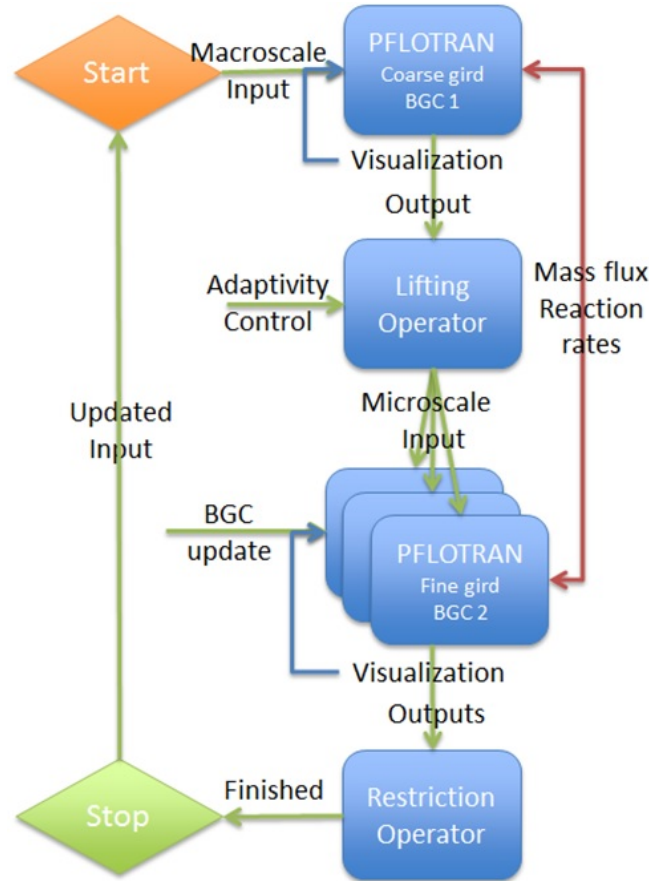 Start
Macroscale
Input
PFLOTRAN
Coarse gird
BGC 1
Visualization
Output
Adaptivity
Control
Lifting
Operator
Mass flux
Reaction
rates
Microscale
Input
Updated
Input
BGC
update
PFLOTRAN
Fine gird
BGC 2
Visualization
Outputs
Finished
Restriction
Operator
Stop